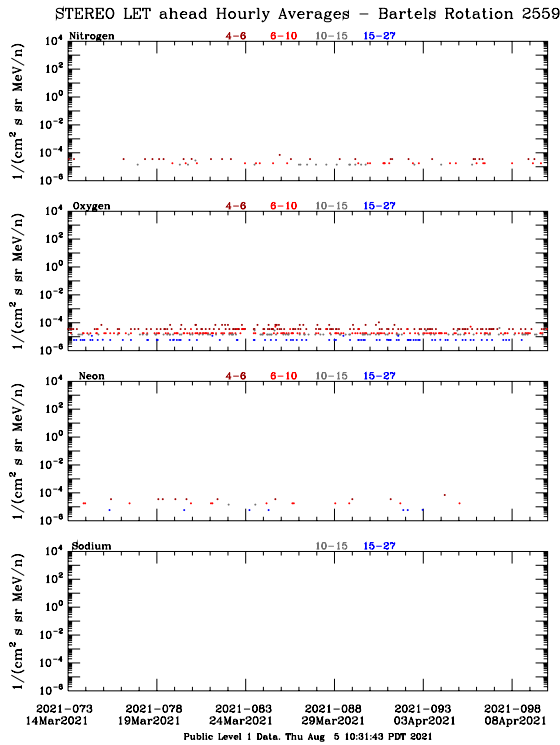 STEREO LET ahead Hourly Averages – Bartels Rotation 2559
Nitrogen 4-6 6-10 10-15 15-27
10^4
10^2
10^0
10^-2
10^-4
10^-6
1/(cm^2 s sr MeV/n)
Oxygen 4-6 6-10 10-15 15-27
10^4
10^2
10^0
10^-2
10^-4
10^-6
1/(cm^2 s sr MeV/n)
Neon 4-6 6-10 10-15 15-27
10^4
10^2
10^0
10^-2
10^-4
10^-6
1/(cm^2 s sr MeV/n)
Sodium 10-15 15-27
10^4
10^2
10^0
10^-2
10^-4
10^-6
1/(cm^2 s sr MeV/n)
2021-073 2021-078 2021-083 2021-088 2021-093 2021-098
14Mar2021 19Mar2021 24Mar2021 29Mar2021 03Apr2021 08Apr2021
Public Level 1 Data, Thu Aug 5 10:31:43 PDT 2021